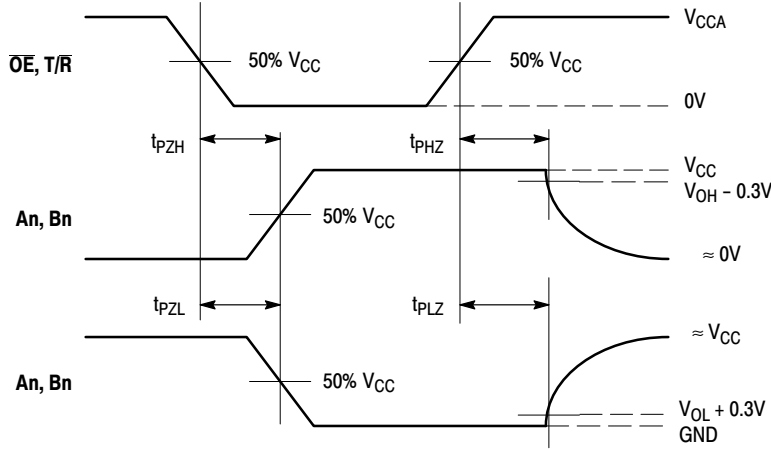 V_CCA
O̅E̅, T/R̅
50% V_CC
50% V_CC
0V
t_PZH
t_PHZ
V_CC
V_OH – 0.3V
An, Bn
50% V_CC
≈ 0V
t_PZL
t_PLZ
≈ V_CC
An, Bn
50% V_CC
V_OL + 0.3V
GND